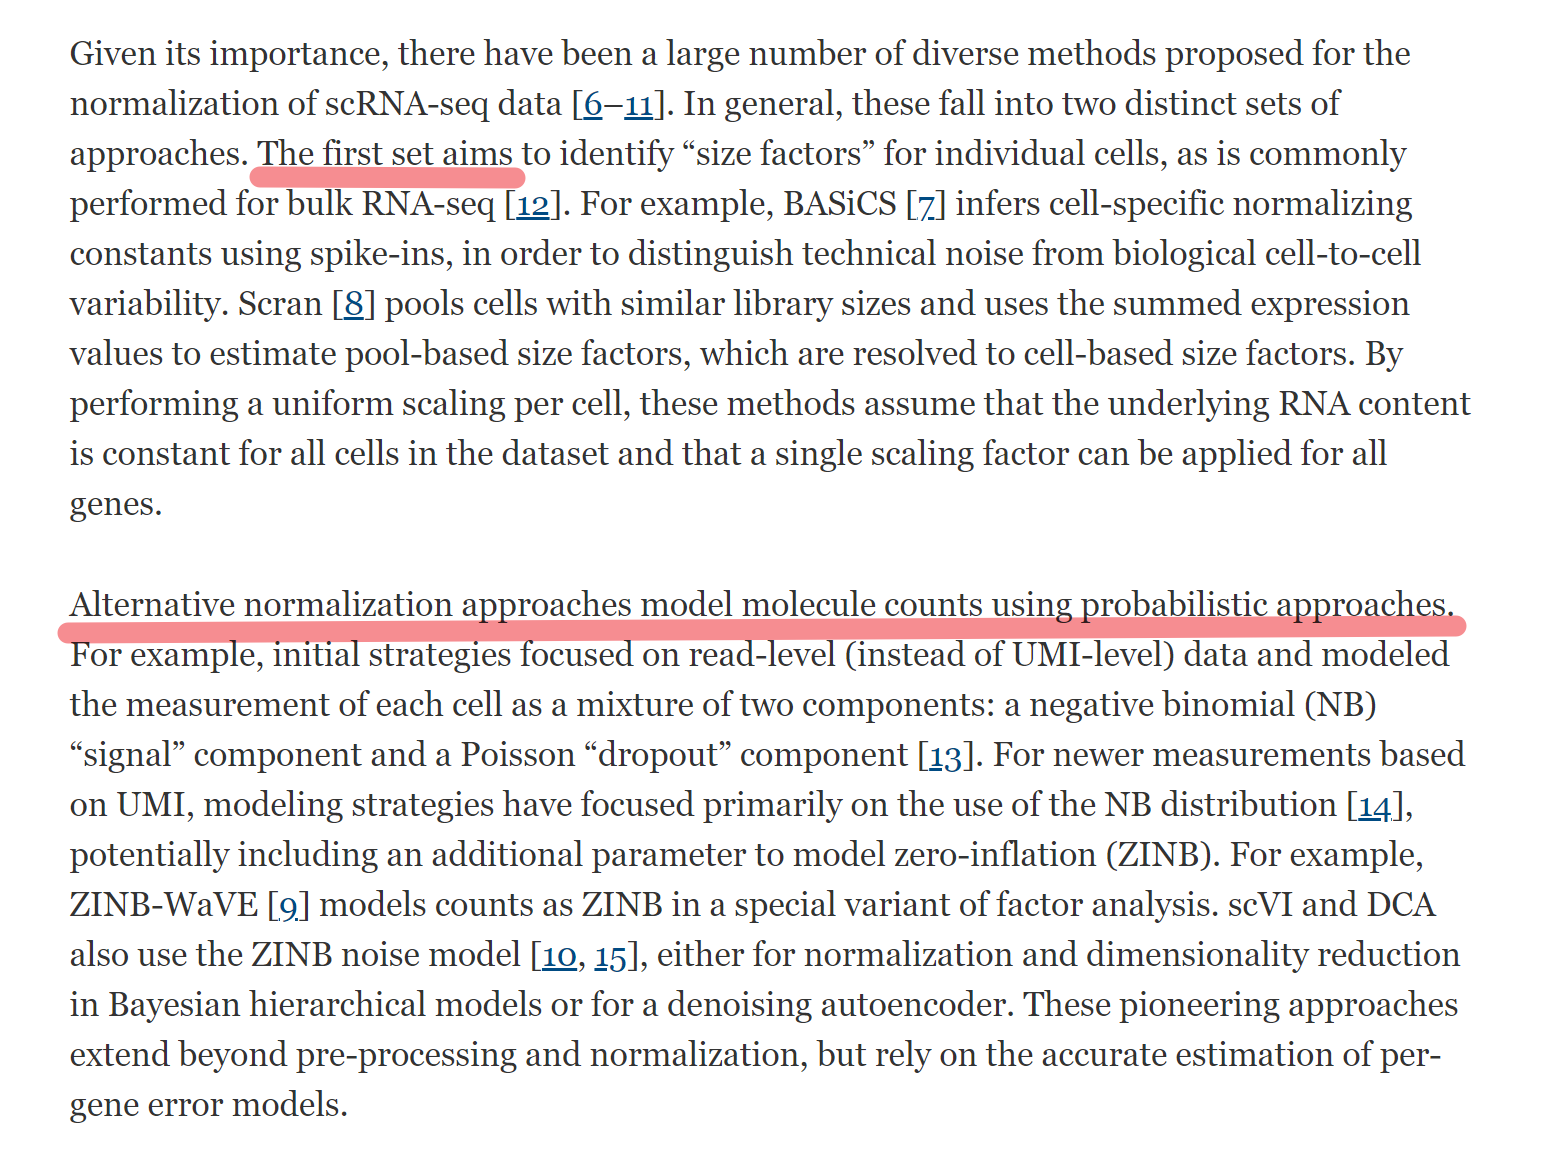 Given its importance, there have been a large number of diverse methods proposed for the
normalization of scRNA-seq data [6–11]. In general, these fall into two distinct sets of
approaches. The first set aims to identify “size factors” for individual cells, as is commonly
performed for bulk RNA-seq [12]. For example, BASiCS [7] infers cell-specific normalizing
constants using spike-ins, in order to distinguish technical noise from biological cell-to-cell
variability. Scran [8] pools cells with similar library sizes and uses the summed expression
values to estimate pool-based size factors, which are resolved to cell-based size factors. By
performing a uniform scaling per cell, these methods assume that the underlying RNA content
is constant for all cells in the dataset and that a single scaling factor can be applied for all
genes.
Alternative normalization approaches model molecule counts using probabilistic approaches.
For example, initial strategies focused on read-level (instead of UMI-level) data and modeled
the measurement of each cell as a mixture of two components: a negative binomial (NB)
“signal” component and a Poisson “dropout” component [13]. For newer measurements based
on UMI, modeling strategies have focused primarily on the use of the NB distribution [14],
potentially including an additional parameter to model zero-inflation (ZINB). For example,
ZINB-WaVE [9] models counts as ZINB in a special variant of factor analysis. scVI and DCA
also use the ZINB noise model [10, 15], either for normalization and dimensionality reduction
in Bayesian hierarchical models or for a denoising autoencoder. These pioneering approaches
extend beyond pre-processing and normalization, but rely on the accurate estimation of per-
gene error models.